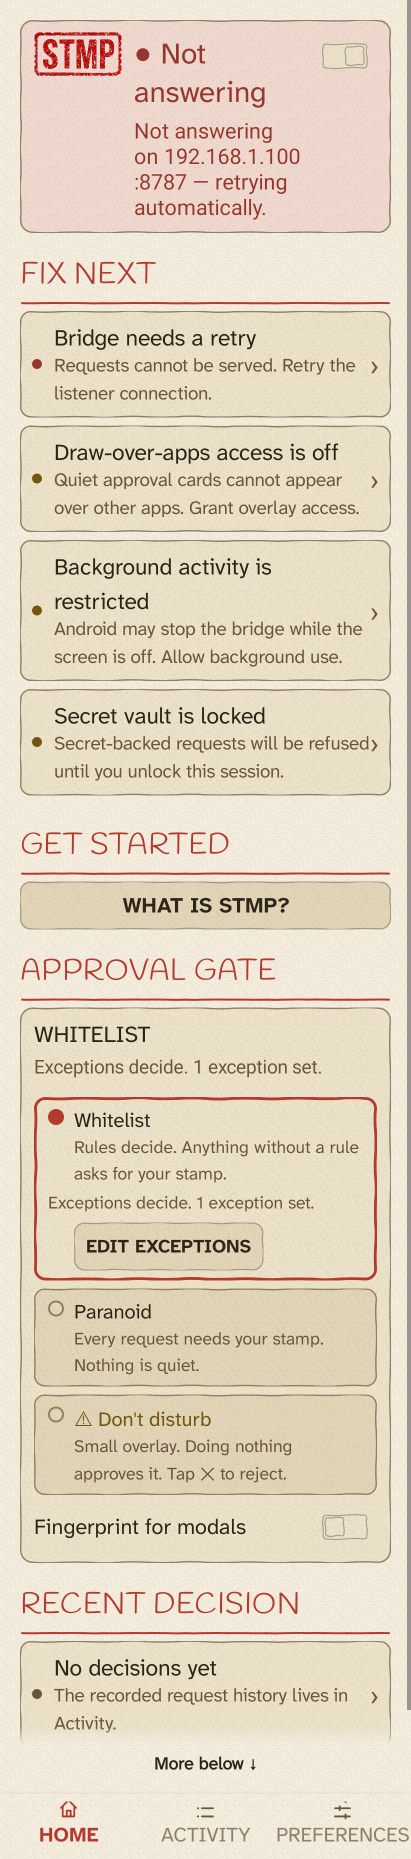 STMP
● Not
answering
Not answering
on 192.168.1.100
:8787 — retrying
automatically.
FIX NEXT
Bridge needs a retry
Requests cannot be served. Retry the
listener connection.
Draw-over-apps access is off
Quiet approval cards cannot appear
over other apps. Grant overlay access.
Background activity is
restricted
Android may stop the bridge while the
screen is off. Allow background use.
Secret vault is locked
Secret-backed requests will be refused
until you unlock this session.
GET STARTED
WHAT IS STMP?
APPROVAL GATE
WHITELIST
Exceptions decide. 1 exception set.
Whitelist
Rules decide. Anything without a rule
asks for your stamp.
Exceptions decide. 1 exception set.
EDIT EXCEPTIONS
Paranoid
Every request needs your stamp.
Nothing is quiet.
⚠ Don't disturb
Small overlay. Doing nothing
approves it. Tap ✕ to reject.
Fingerprint for modals
RECENT DECISION
No decisions yet
The recorded request history lives in
Activity.
More below ↓
HOME
ACTIVITY
PREFERENCES